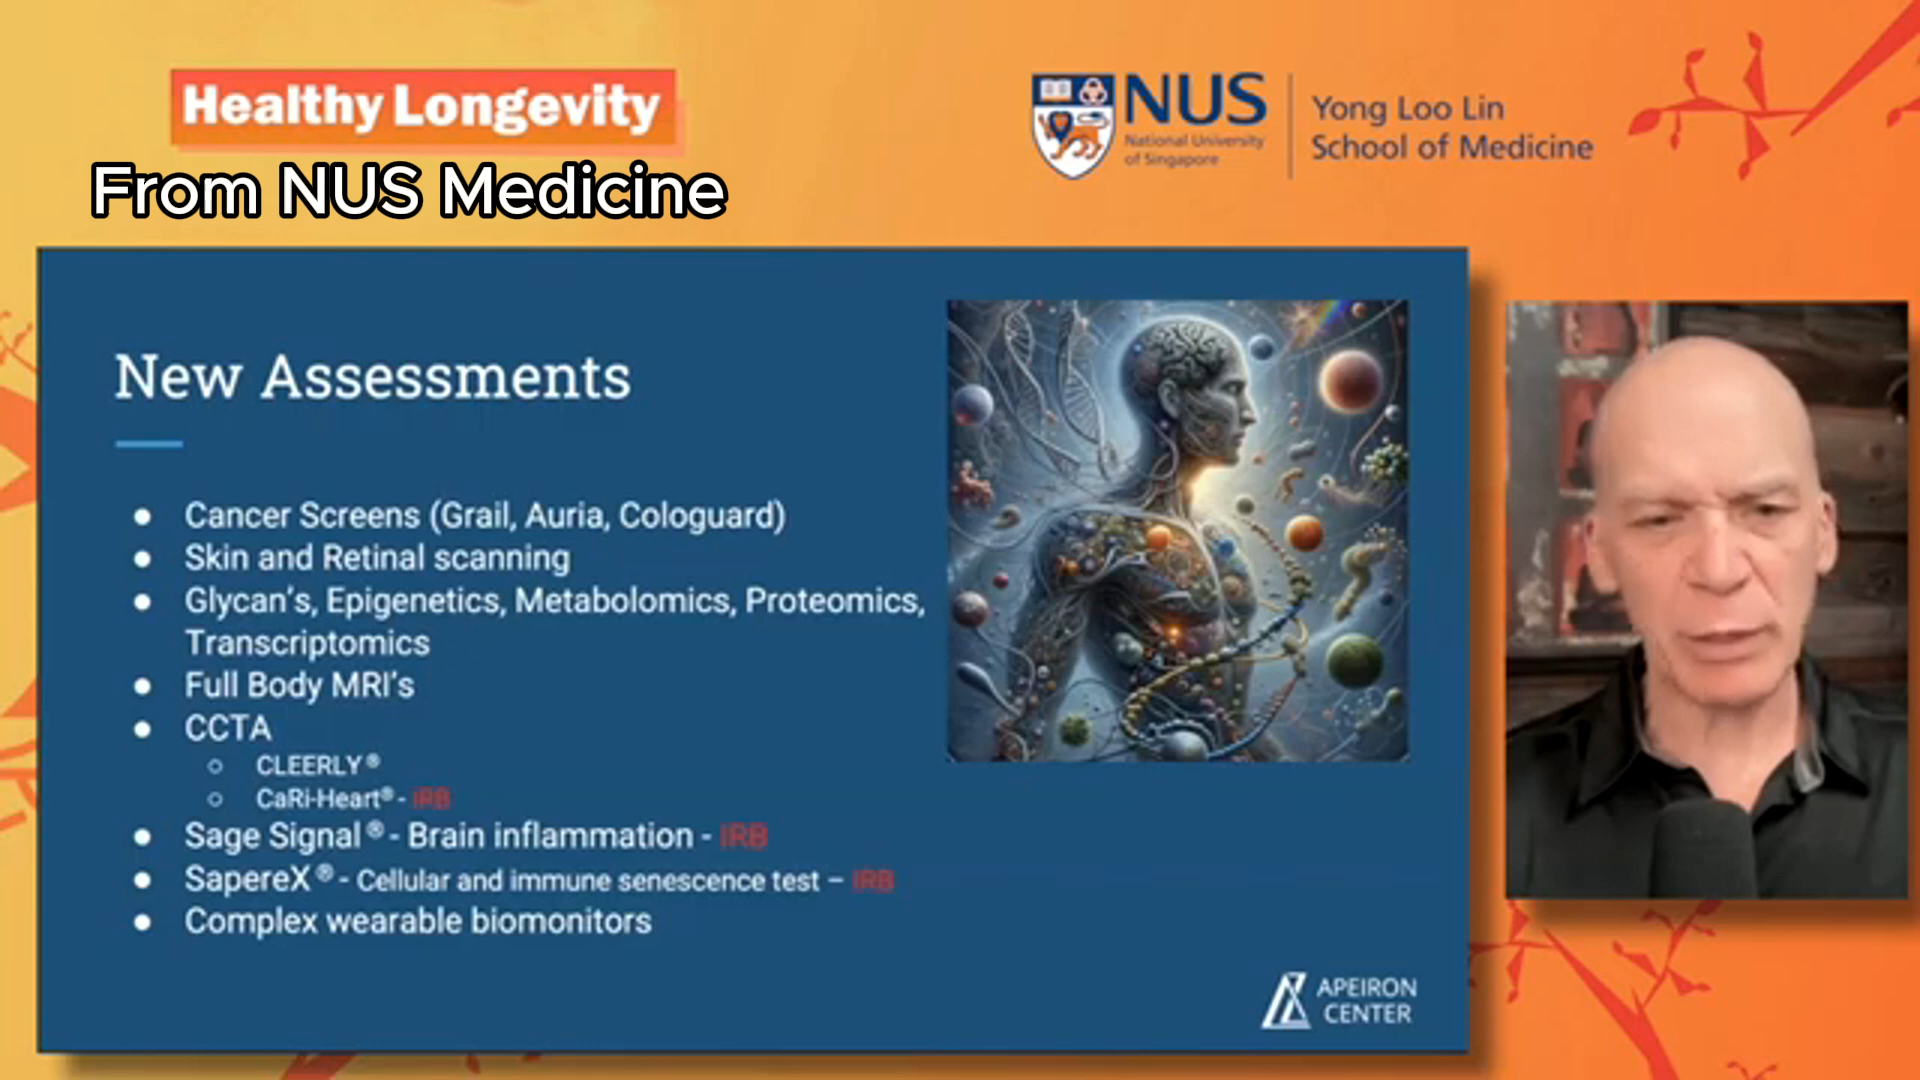 Healthy Longevity
From NUS Medicine
NUS
National University
of Singapore
Yong Loo Lin
School of Medicine
New Assessments
● Cancer Screens (Grail, Auria, Cologuard)
● Skin and Retinal scanning
● Glycan's, Epigenetics, Metabolomics, Proteomics,
Transcriptomics
● Full Body MRI's
● CCTA
○ CLEERLY®
○ CaRi-Heart® - IRB
● Sage Signal® - Brain inflammation - IRB
● SapereX® - Cellular and immune senescence test – IRB
● Complex wearable biomonitors
APEIRON
CENTER